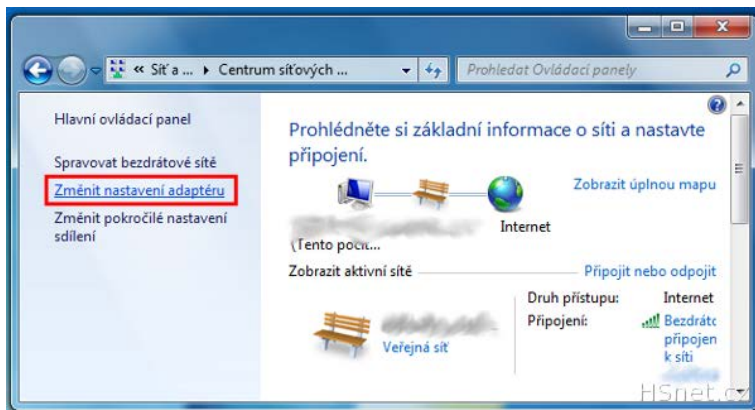 « Síť a ... ▸ Centrum síťových ...
Prohledat Ovládací panely
Hlavní ovládací panel
Spravovat bezdrátové sítě
Změnit nastavení adaptéru
Změnit pokročilé nastavení
sdílení
Prohlédněte si základní informace o síti a nastavte
připojení.
Zobrazit úplnou mapu
Internet
(Tento počít...
Zobrazit aktivní sítě
Připojit nebo odpojit
Veřejná síť
Druh přístupu: Internet
Připojení: Bezdrátc
připojen
k síti
HSnet.cz